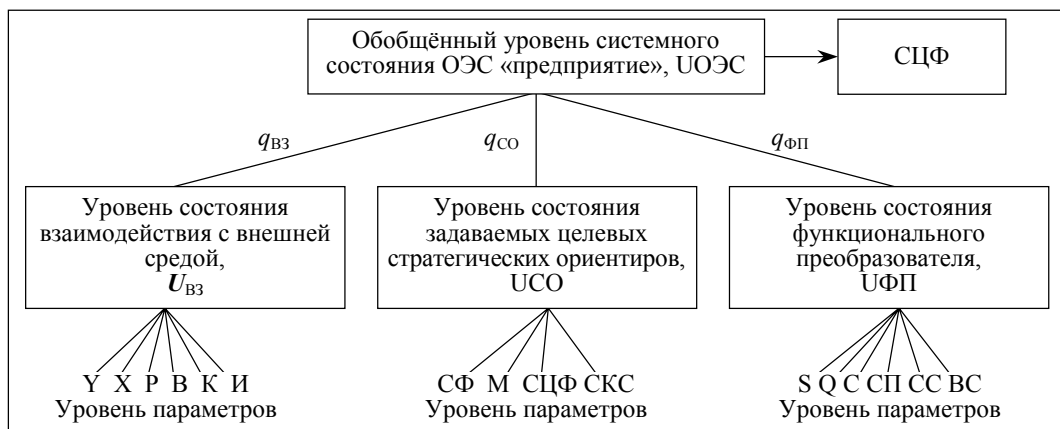 Обобщённый уровень системного
состояния ОЭС «предприятие», UОЭС
СЦФ
qВЗ
qСО
qФП
Уровень состояния
взаимодействия с внешней
средой,
UВЗ
Уровень состояния
задаваемых целевых
стратегических ориентиров,
UСО
Уровень состояния
функционального
преобразователя,
UФП
Y X Р В К И
Уровень параметров
СФ М СЦФ СКС
Уровень параметров
S Q С СП СС ВС
Уровень параметров